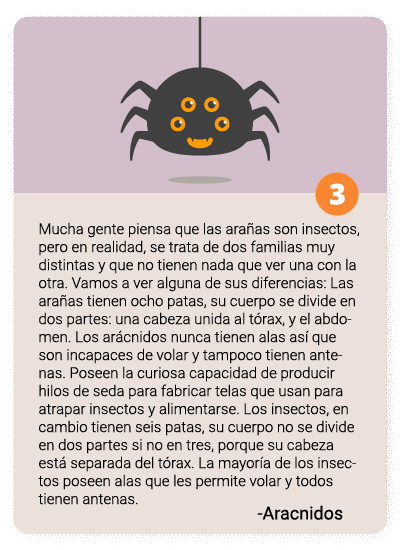 3
Mucha gente piensa que las arañas son insectos,
pero en realidad, se trata de dos familias muy
distintas y que no tienen nada que ver una con la
otra. Vamos a ver alguna de sus diferencias: Las
arañas tienen ocho patas, su cuerpo se divide en
dos partes: una cabeza unida al tórax, y el abdo-
men. Los arácnidos nunca tienen alas así que
son incapaces de volar y tampoco tienen ante-
nas. Poseen la curiosa capacidad de producir
hilos de seda para fabricar telas que usan para
atrapar insectos y alimentarse. Los insectos, en
cambio tienen seis patas, su cuerpo no se divide
en dos partes si no en tres, porque su cabeza
está separada del tórax. La mayoría de los insec-
tos poseen alas que les permite volar y todos
tienen antenas.
-Aracnidos